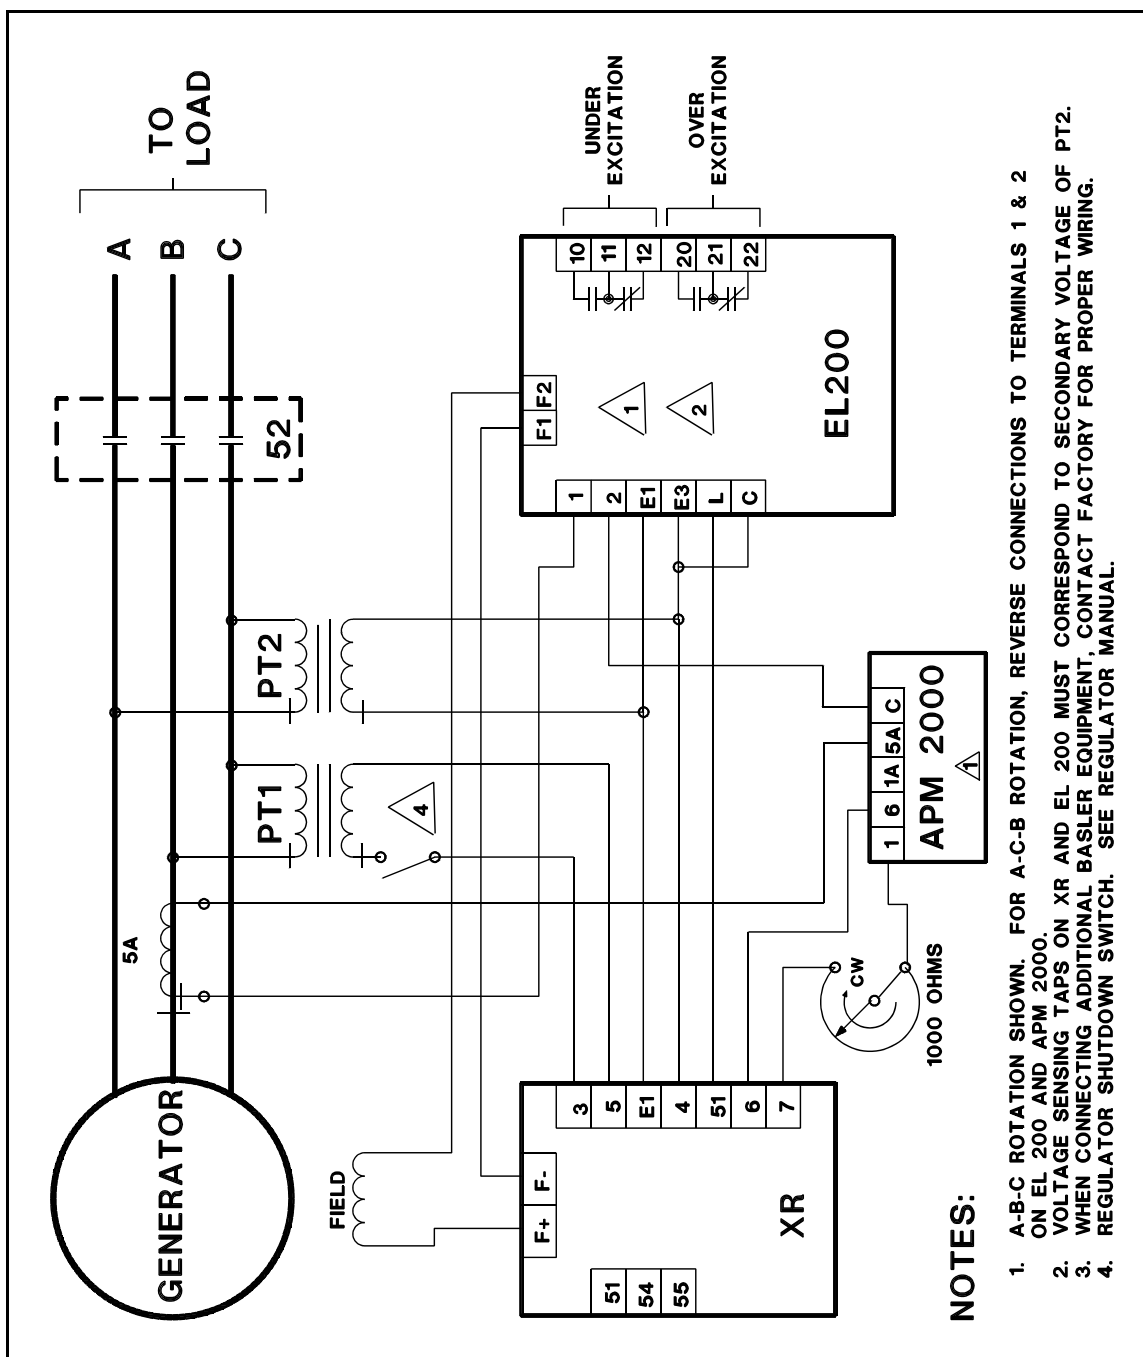 TO
LOAD
A
B
C
52
5A
GENERATOR
PT1
PT2
4
FIELD
F+
F-
51
54
55
3
5
E1
4
51
6
7
XR
CW
1000 OHMS
1
6
1A
5A
C
APM 2000
1
F1
F2
1
2
E1
E3
L
C
1
2
10
11
12
20
21
22
EL200
UNDER
EXCITATION
OVER
EXCITATION
NOTES:
1. A-B-C ROTATION SHOWN. FOR A-C-B ROTATION, REVERSE CONNECTIONS TO TERMINALS 1 & 2
ON EL 200 AND APM 2000.
2. VOLTAGE SENSING TAPS ON XR AND EL 200 MUST CORRESPOND TO SECONDARY VOLTAGE OF PT2.
3. WHEN CONNECTING ADDITIONAL BASLER EQUIPMENT, CONTACT FACTORY FOR PROPER WIRING.
4. REGULATOR SHUTDOWN SWITCH. SEE REGULATOR MANUAL.